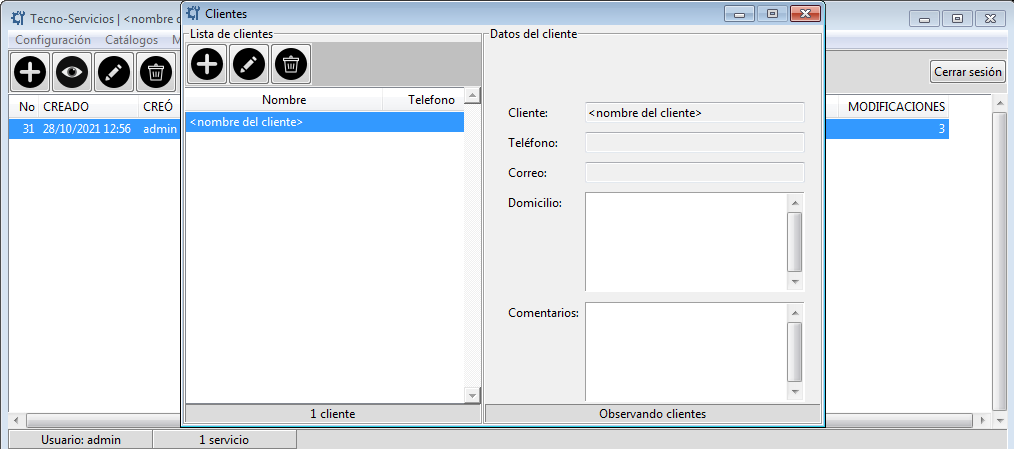 Tecno-Servicios | <nombre d
Configuración Catálogos M
Cerrar sesión
No CREADO CREÓ MODIFICACIONES
31 28/10/2021 12:56 admin 3
Usuario: admin 1 servicio
Clientes
Lista de clientes
Nombre Telefono
<nombre del cliente>
1 cliente
Datos del cliente
Cliente: <nombre del cliente>
Teléfono:
Correo:
Domicilio:
Comentarios:
Observando clientes